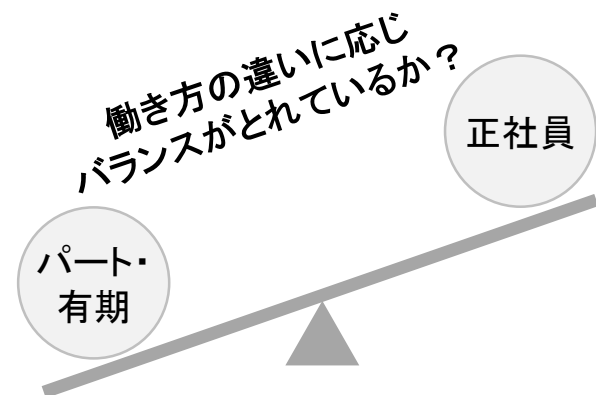 働き方の違いに応じ
バランスがとれているか？
正社員
パート・
有期